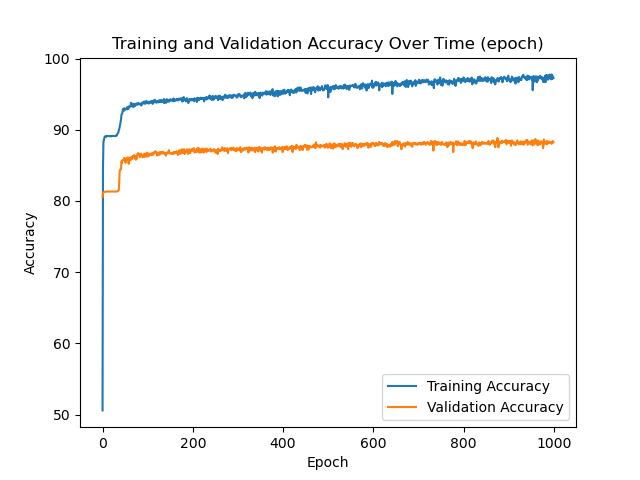 Training and Validation Accuracy Over Time (epoch)
100
90
80
70
60
50
Accuracy
0
200
400
600
800
1000
Epoch
Training Accuracy
Validation Accuracy